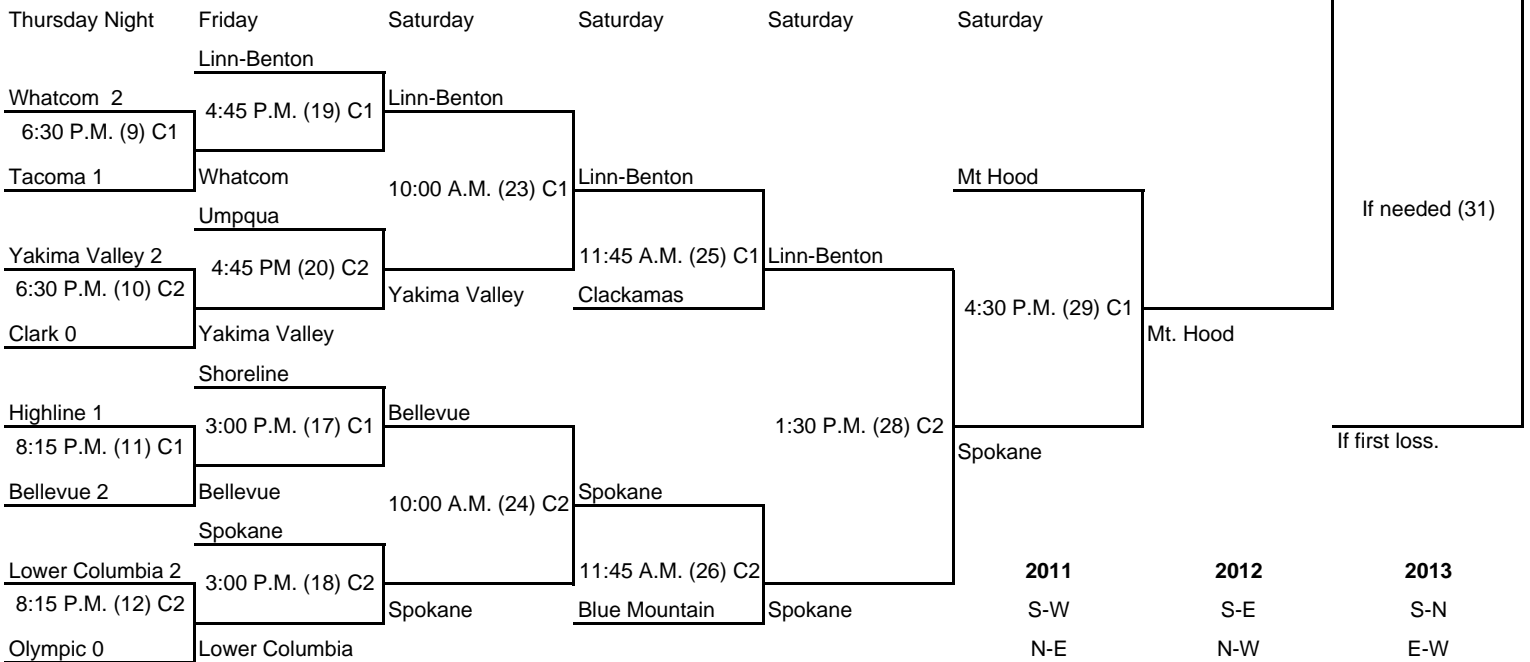 Thursday Night Friday Saturday Saturday Saturday Saturday
Linn-Benton
Whatcom 2
4:45 P.M. (19) C1
Linn-Benton
6:30 P.M. (9) C1
Tacoma 1
Whatcom
10:00 A.M. (23) C1
Linn-Benton
Mt Hood
If needed (31)
Umpqua
Yakima Valley 2
4:45 PM (20) C2
11:45 A.M. (25) C1
Linn-Benton
6:30 P.M. (10) C2
Yakima Valley
Clackamas
4:30 P.M. (29) C1
Clark 0
Yakima Valley
Mt. Hood
Shoreline
Highline 1
3:00 P.M. (17) C1
Bellevue
1:30 P.M. (28) C2
8:15 P.M. (11) C1
Spokane
If first loss.
Bellevue 2
Bellevue
10:00 A.M. (24) C2
Spokane
Spokane
Lower Columbia 2
3:00 P.M. (18) C2
11:45 A.M. (26) C2
2011 2012 2013
8:15 P.M. (12) C2
Spokane
Blue Mountain
Spokane
S-W S-E S-N
Olympic 0
Lower Columbia
N-E N-W E-W